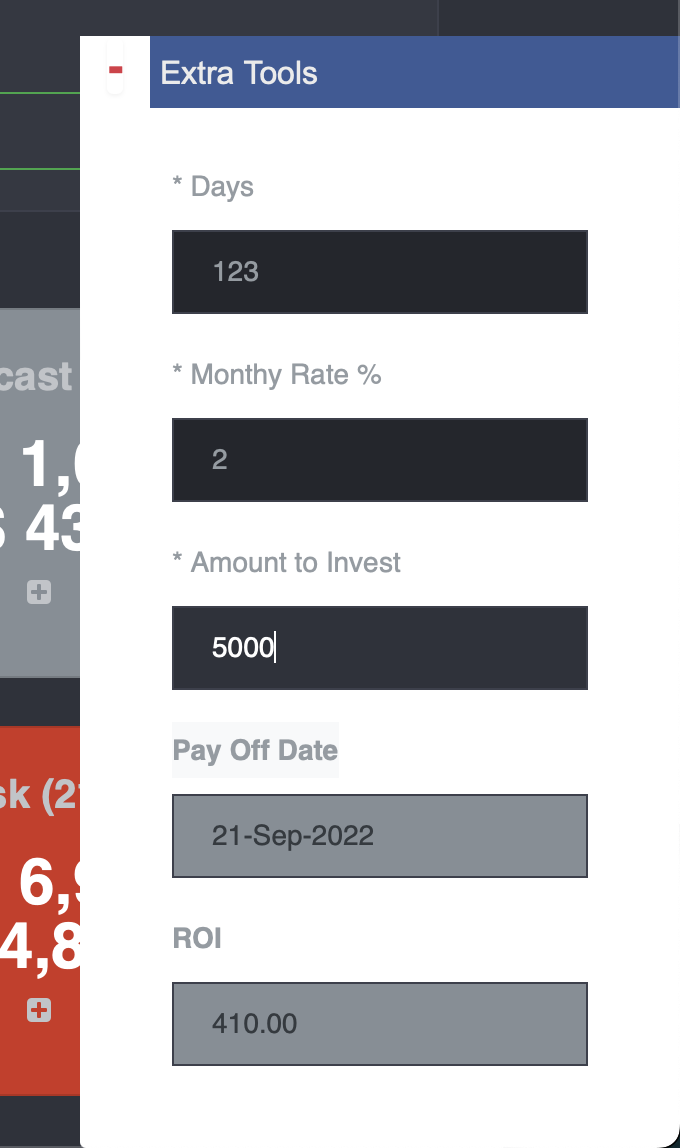 Extra Tools
* Days
123
* Monthy Rate %
2
* Amount to Invest
5000
Pay Off Date
21-Sep-2022
ROI
410.00
cast
1,
43
sk (2
6,9
4,8